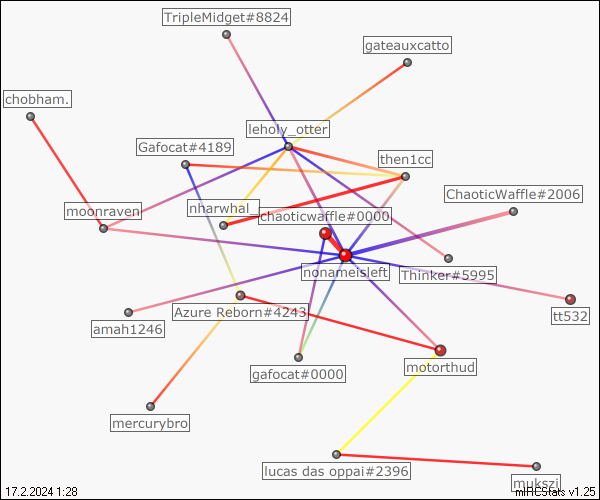 TripleMidget#8824
gateauxcatto
chobham.
leholy_otter
Gafocat#4189
then1cc
ChaoticWaffle#2006
nharwhal_
moonraven
chaoticwaffle#0000
nonameisleft
Thinker#5995
Azure Reborn#4243
tt532
amah1246
motorthud
gafocat#0000
mercurybro
lucas das oppai#2396
mukszi
17.2.2024 1:28
mIRCStats v1.25